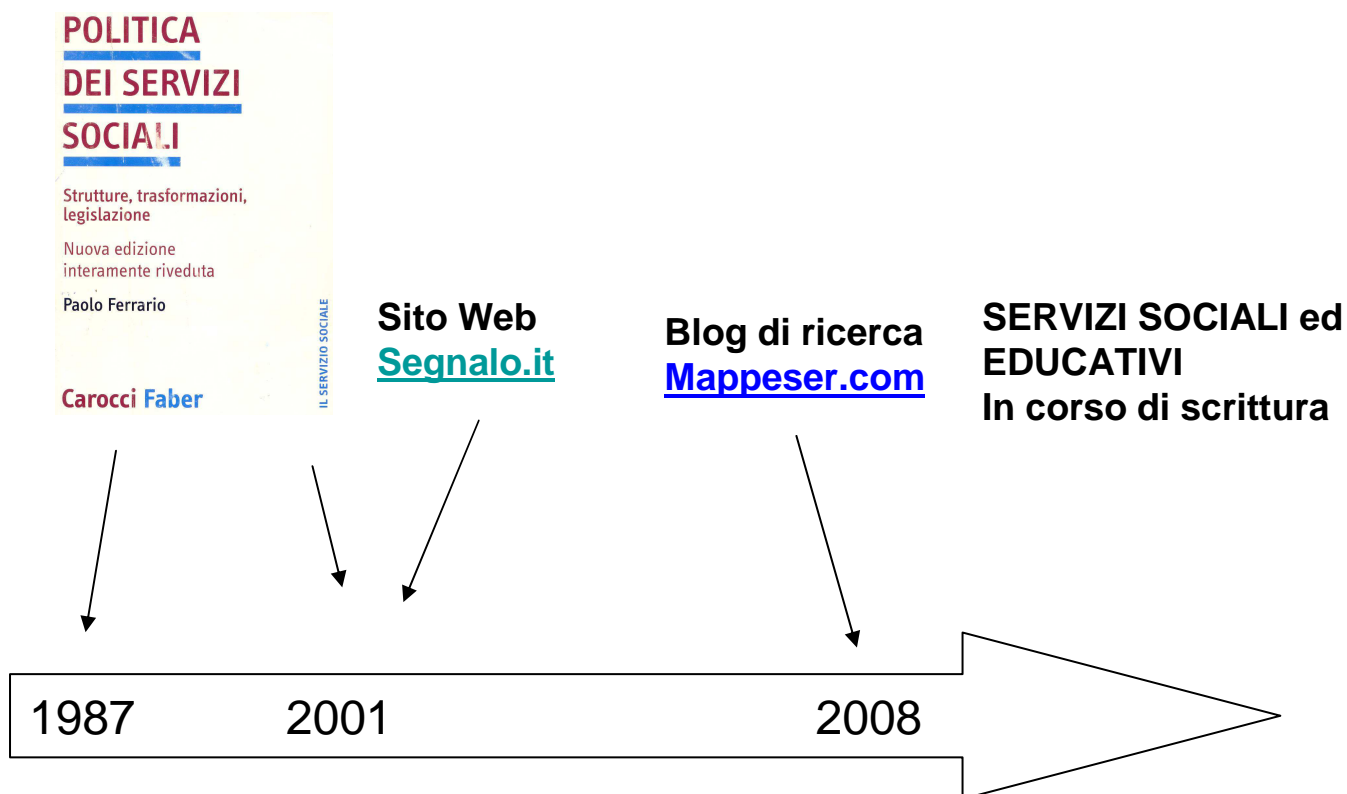 POLITICA
DEI SERVIZI
SOCIALI
Strutture, trasformazioni,
legislazione
Nuova edizione
interamente riveduta
Paolo Ferrario
Carocci Faber
IL SERVIZIO SOCIALE
Sito Web
Segnalo.it
Blog di ricerca
Mappeser.com
SERVIZI SOCIALI ed
EDUCATIVI
In corso di scrittura
1987
2001
2008